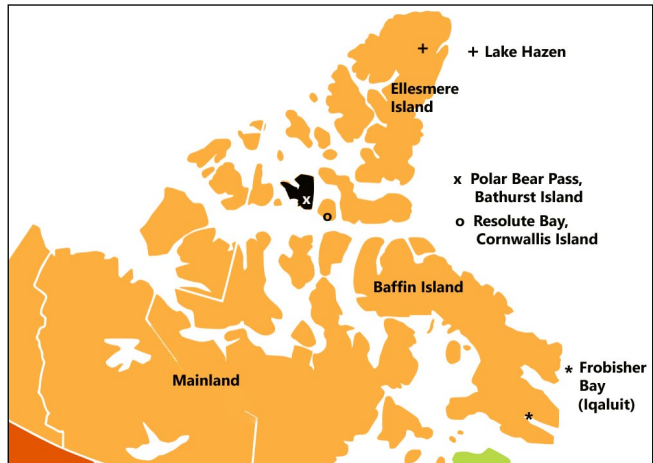 + + Lake Hazen
Ellesmere
Island
x Polar Bear Pass,
Bathurst Island
x
o Resolute Bay,
Cornwallis Island
o
Baffin Island
Mainland
* Frobisher
Bay
(Iqaluit)
*